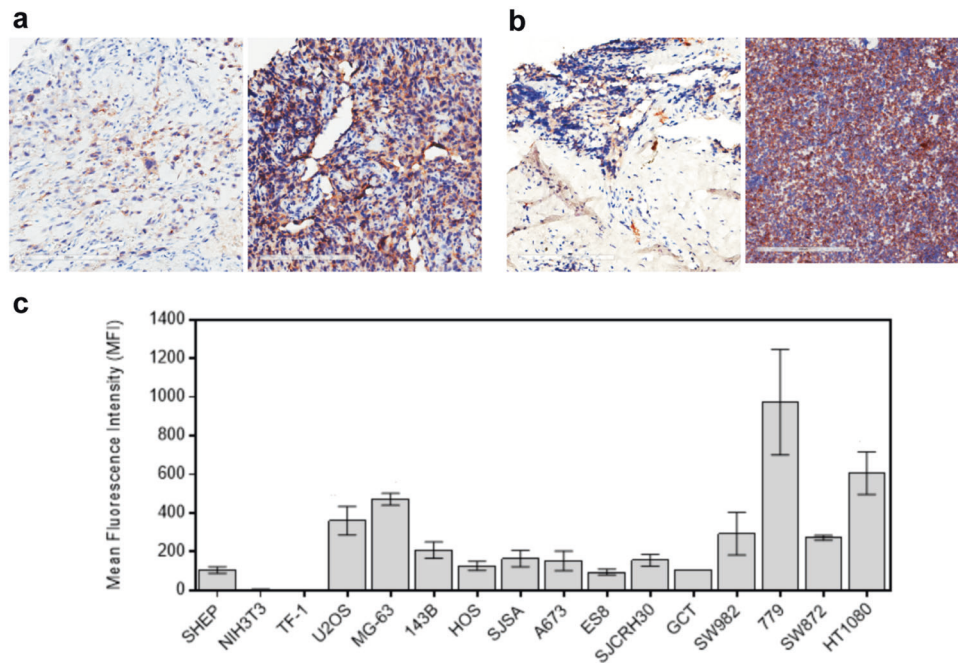 a
b
c
Mean Fluorescence Intensity (MFI)
1400
1200
1000
800
600
400
200
0
SHEP
NIH3T3
TF-1
U2OS
MG-63
143B
HOS
SJSA
A673
ES8
SJCRH30
GCT
SW982
779
SW872
HT1080